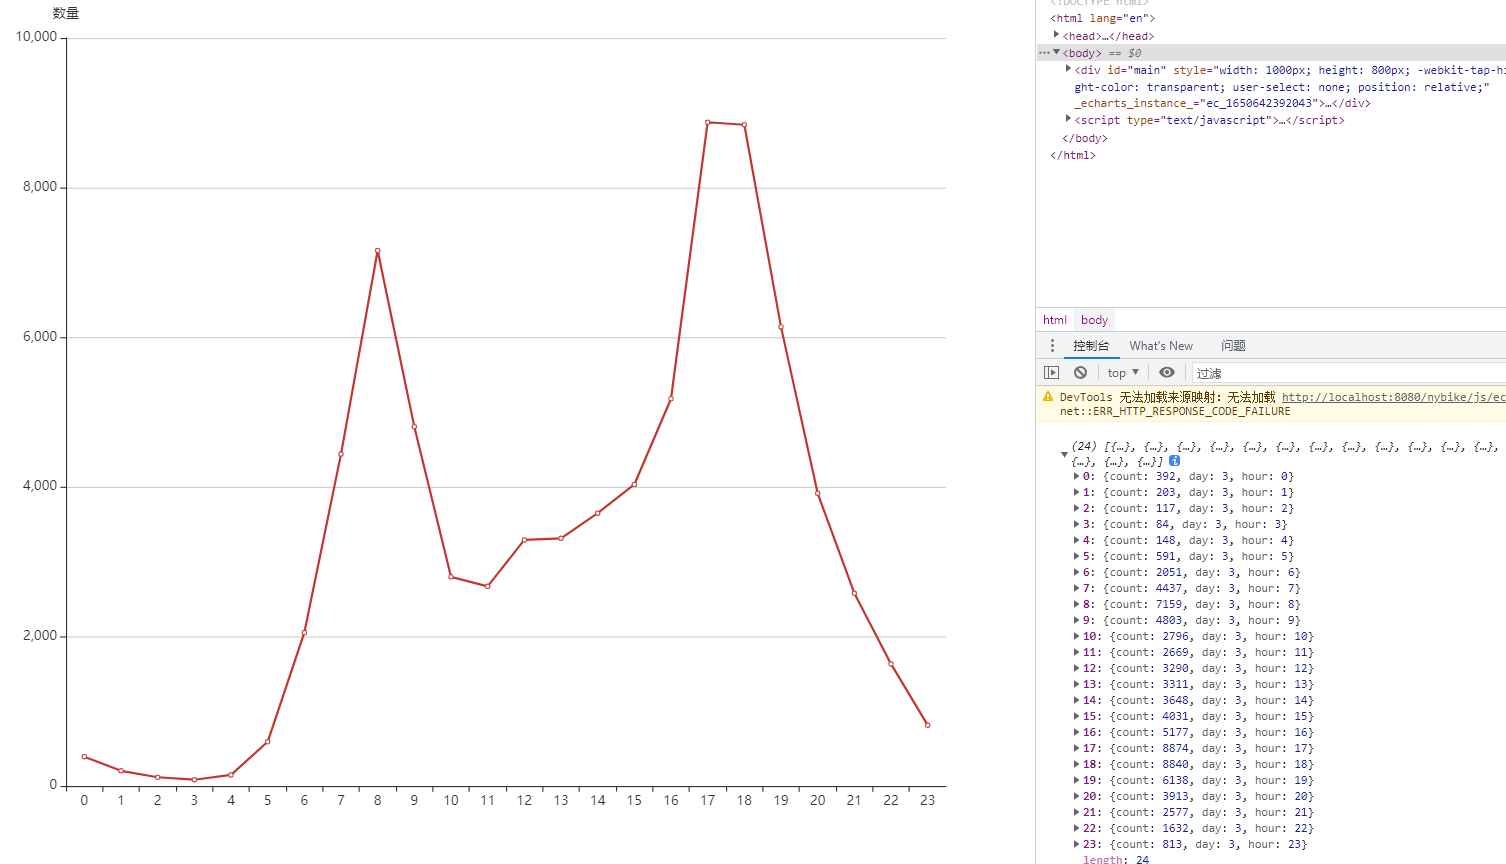 数量
10,000
8,000
6,000
4,000
2,000
0
0 1 2 3 4 5 6 7 8 9 10 11 12 13 14 15 16 17 18 19 20 21 22 23
<!DOCTYPE html>
<html lang="en">
<head>…</head>
<body> == $0
<div id="main" style="width: 1000px; height: 800px; -webkit-tap-hi
ght-color: transparent; user-select: none; position: relative;"
_echarts_instance_="ec_1650642392043">…</div>
<script type="text/javascript">…</script>
</body>
</html>
html body
控制台 What's New 问题
top 过滤
DevTools 无法加载来源映射：无法加载 http://localhost:8080/nybike/js/ec
net::ERR_HTTP_RESPONSE_CODE_FAILURE
(24) [{…}, {…}, {…}, {…}, {…}, {…}, {…}, {…}, {…}, {…}, {…}, {…},
{…}, {…}, {…}]
0: {count: 392, day: 3, hour: 0}
1: {count: 203, day: 3, hour: 1}
2: {count: 117, day: 3, hour: 2}
3: {count: 84, day: 3, hour: 3}
4: {count: 148, day: 3, hour: 4}
5: {count: 591, day: 3, hour: 5}
6: {count: 2051, day: 3, hour: 6}
7: {count: 4437, day: 3, hour: 7}
8: {count: 7159, day: 3, hour: 8}
9: {count: 4803, day: 3, hour: 9}
10: {count: 2796, day: 3, hour: 10}
11: {count: 2669, day: 3, hour: 11}
12: {count: 3290, day: 3, hour: 12}
13: {count: 3311, day: 3, hour: 13}
14: {count: 3648, day: 3, hour: 14}
15: {count: 4031, day: 3, hour: 15}
16: {count: 5177, day: 3, hour: 16}
17: {count: 8874, day: 3, hour: 17}
18: {count: 8840, day: 3, hour: 18}
19: {count: 6138, day: 3, hour: 19}
20: {count: 3913, day: 3, hour: 20}
21: {count: 2577, day: 3, hour: 21}
22: {count: 1632, day: 3, hour: 22}
23: {count: 813, day: 3, hour: 23}
length: 24